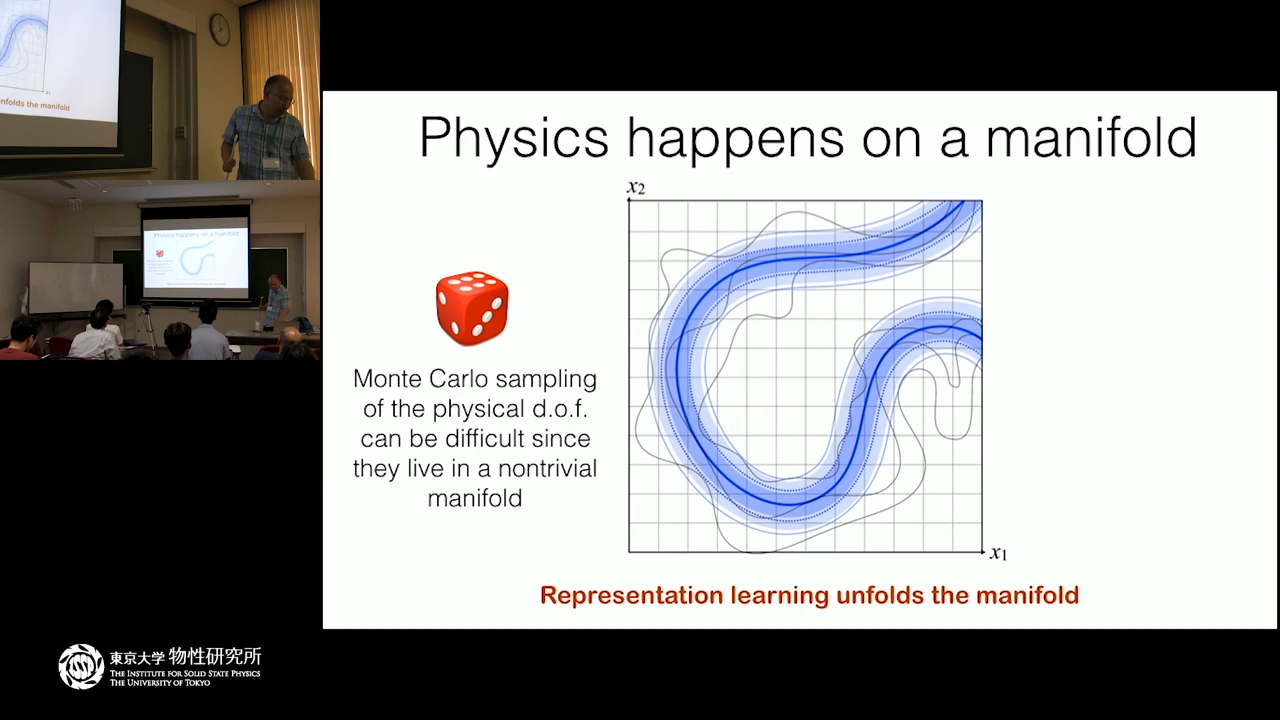 unfolds the manifold
Physics happens on a manifold
Physics happens on a manifold
x₂
Monte Carlo sampling
of the physical d.o.f.
can be difficult since
they live in a nontrivial
manifold
x₁
Representation learning unfolds the manifold
東京大学 物性研究所
THE INSTITUTE FOR SOLID STATE PHYSICS
THE UNIVERSITY OF TOKYO